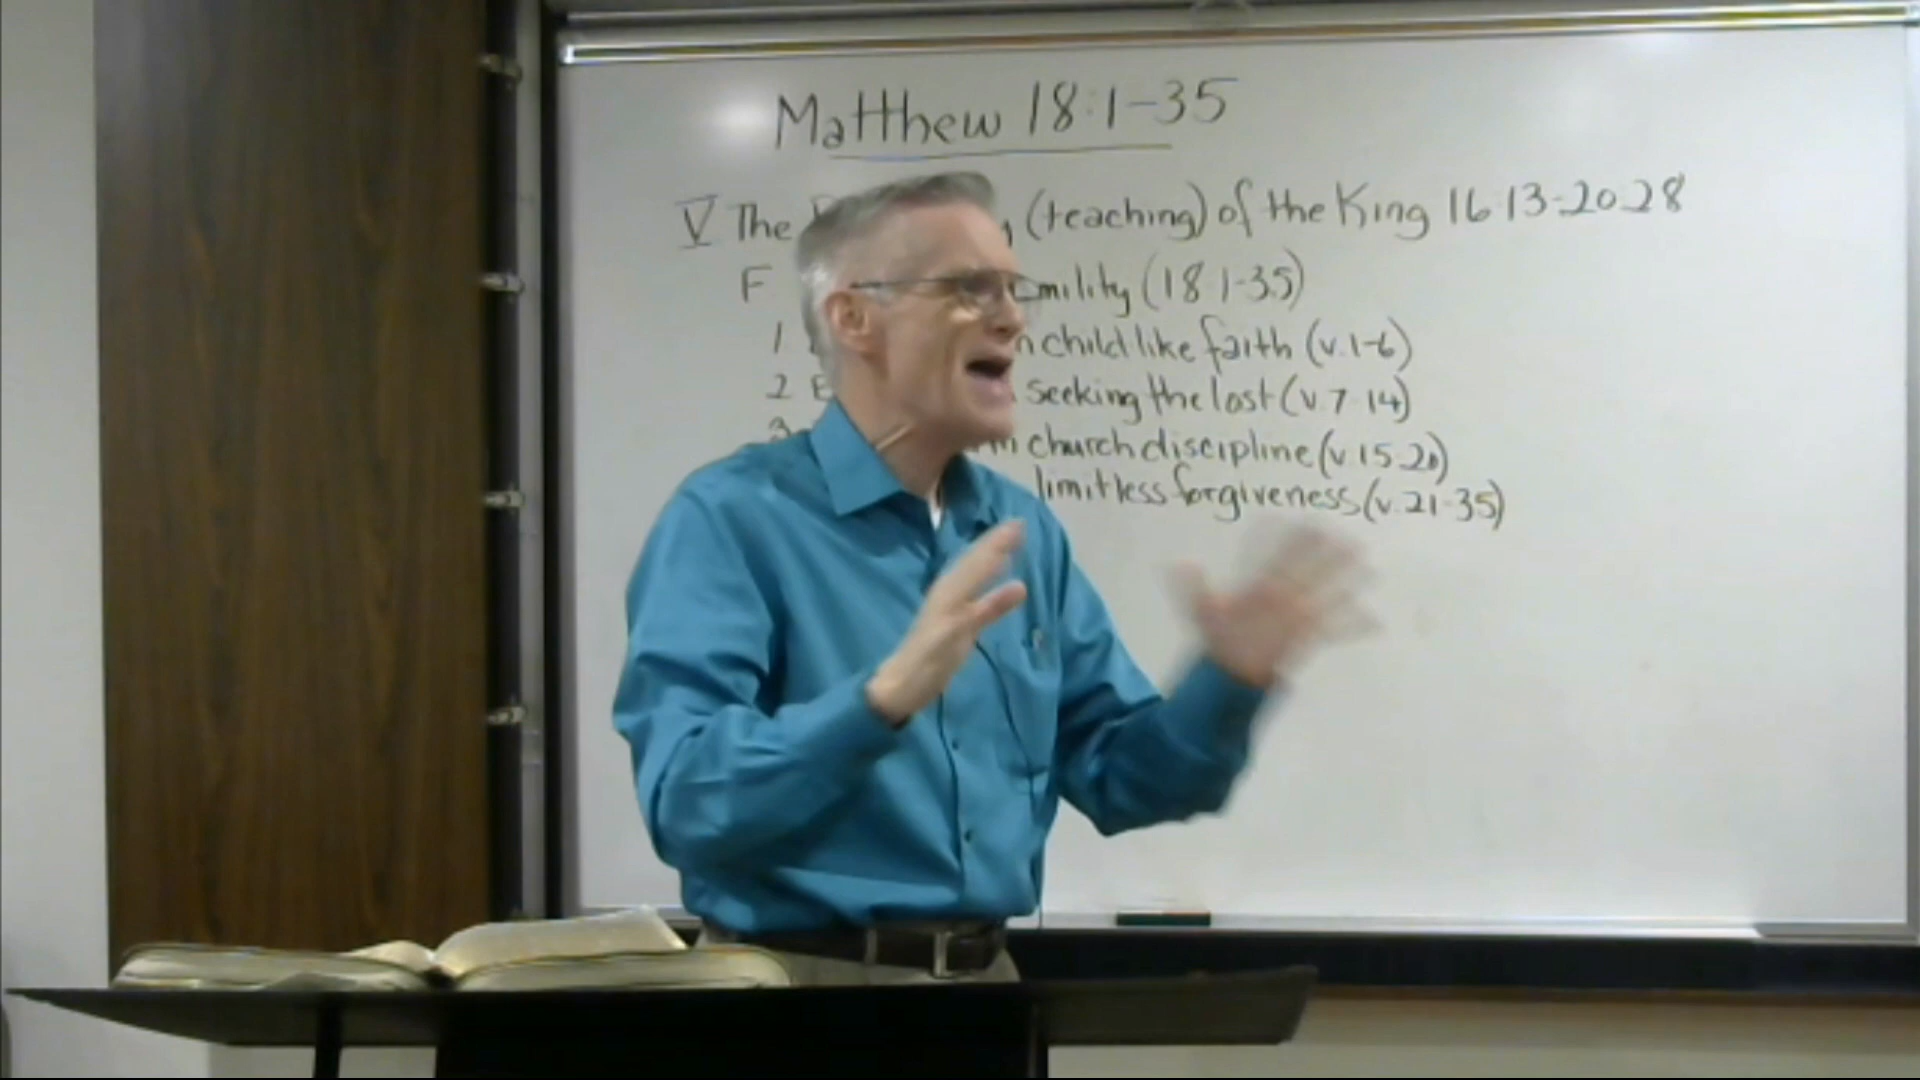 Matthew 18:1-35
V The (teaching) of the King 16:13-20:28
F (18 1-35)
1 child like faith (v. 1-6)
2 seeking the lost (v. 7-14)
3 church discipline (v. 15-20)
limitless forgiveness (v. 21-35)